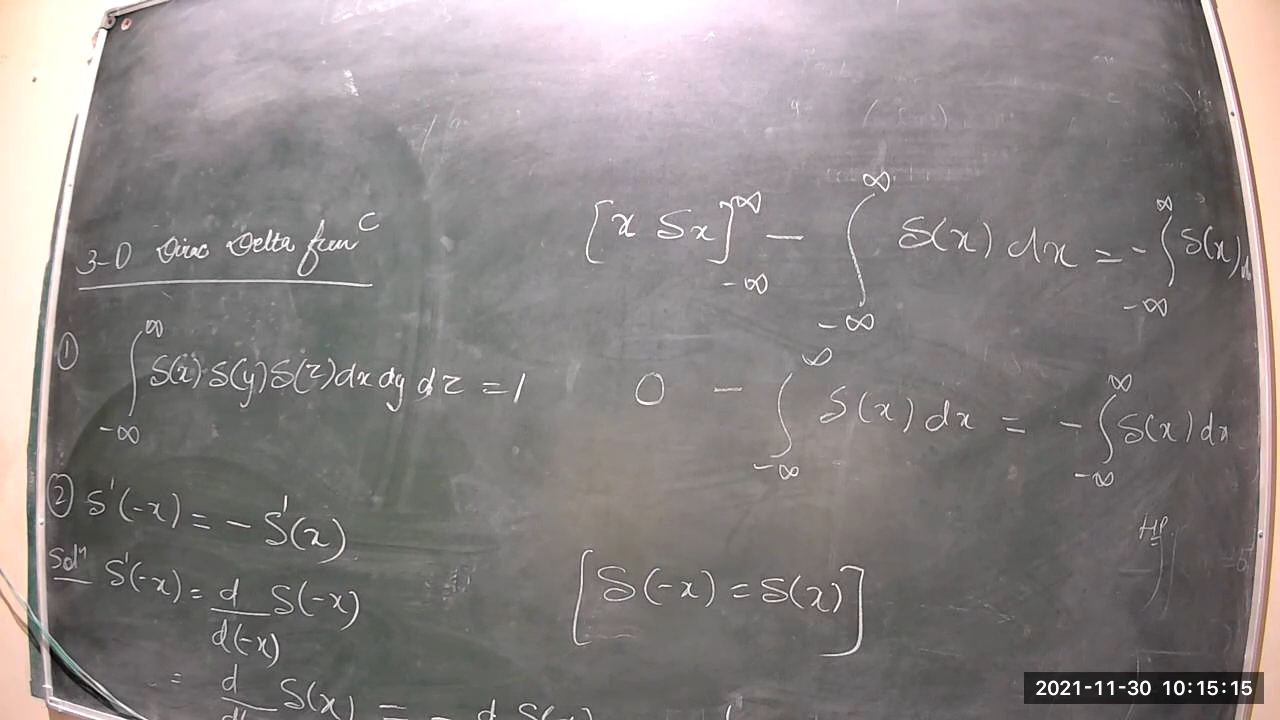 3-D Dirac Delta func
① ∫_{-∞}^{∞} δ(x) δ(y) δ(z) dx dy dz = 1
② δ'(-x) = - δ'(x)
Solⁿ δ'(-x) = d/d(-x) δ(-x)
= d δ(x) = - d δ(x)
[x δx]_{-∞}^{∞} - ∫_{-∞}^{∞} δ(x) dx = - ∫_{-∞}^{∞} δ(x)
0 - ∫_{-∞}^{∞} δ(x) dx = - ∫_{-∞}^{∞} δ(x) dx
HP
[δ(-x) = δ(x)]
2021-11-30 10:15:15